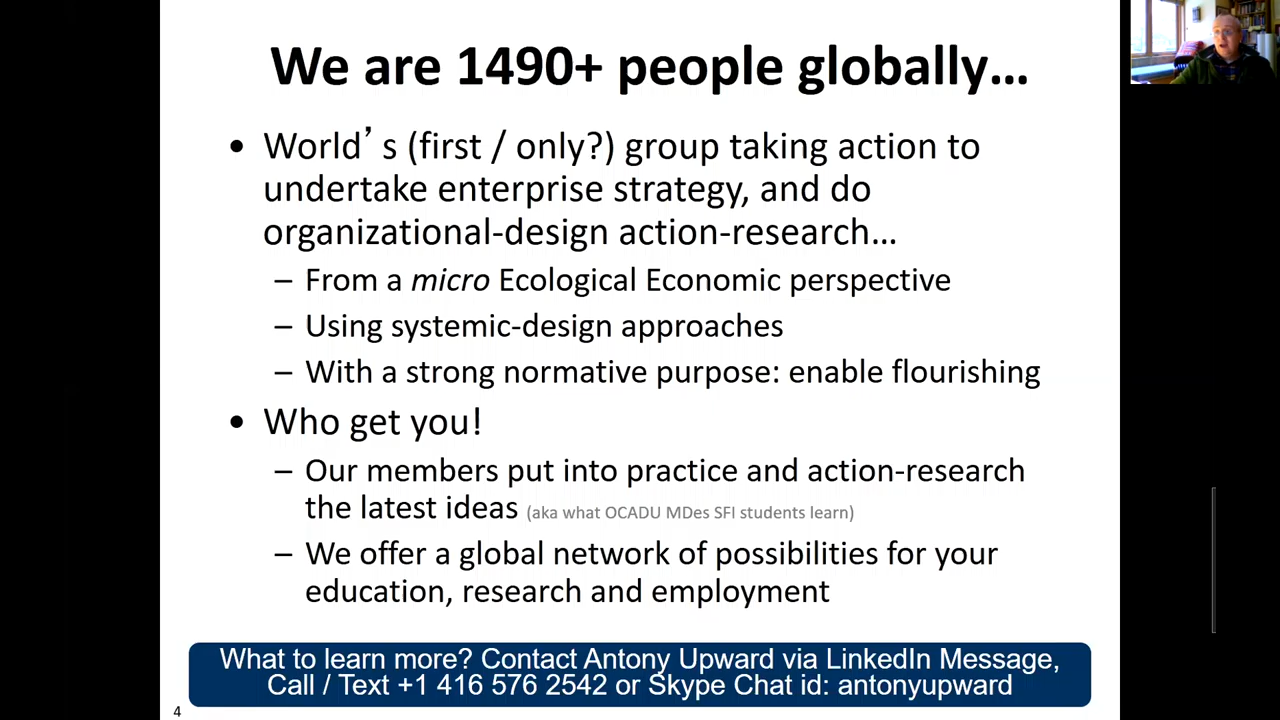 We are 1490+ people globally…
• World’s (first / only?) group taking action to
undertake enterprise strategy, and do
organizational-design action-research…
– From a micro Ecological Economic perspective
– Using systemic-design approaches
– With a strong normative purpose: enable flourishing
• Who get you!
– Our members put into practice and action-research
the latest ideas (aka what OCADU MDes SFI students learn)
– We offer a global network of possibilities for your
education, research and employment
What to learn more? Contact Antony Upward via LinkedIn Message,
Call / Text +1 416 576 2542 or Skype Chat id: antonyupward
4